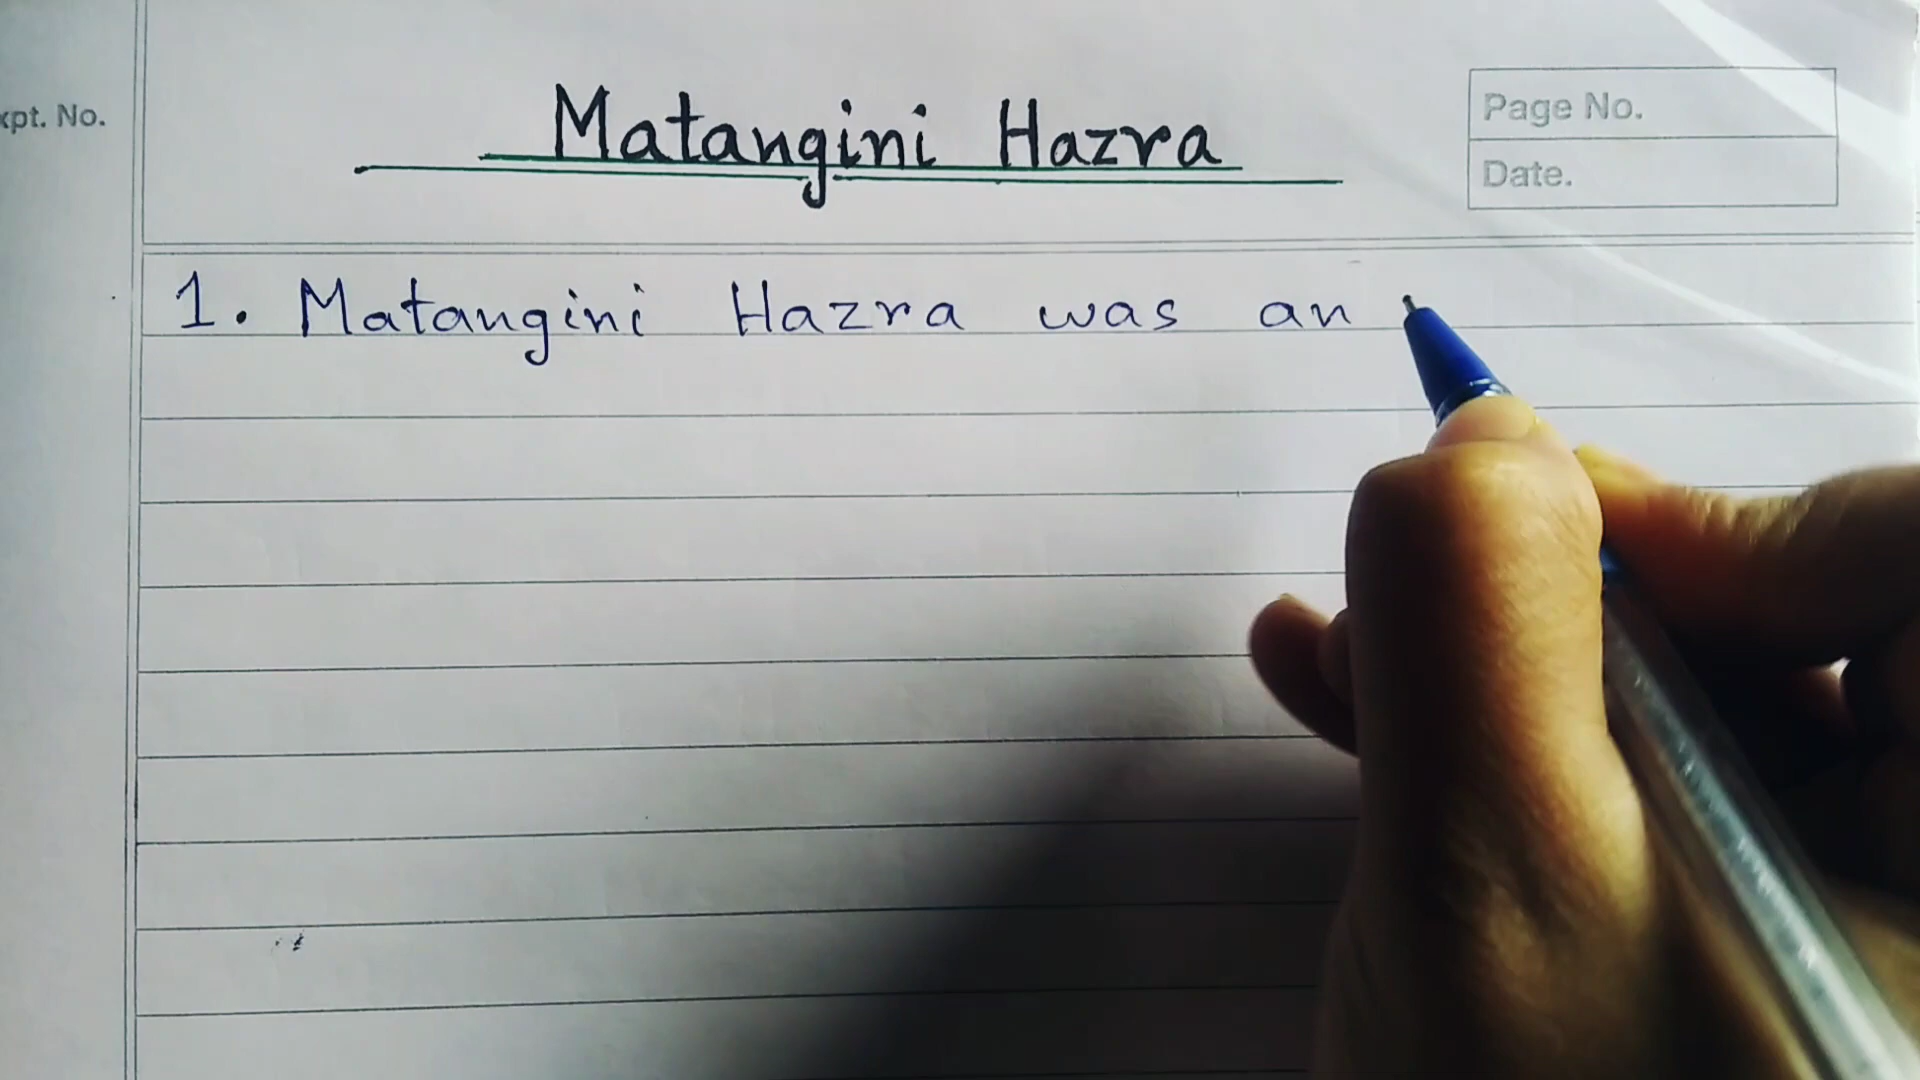 Matangini Hazra
Page No.
Date.
xpt. No.
1. Matangini Hazra was an